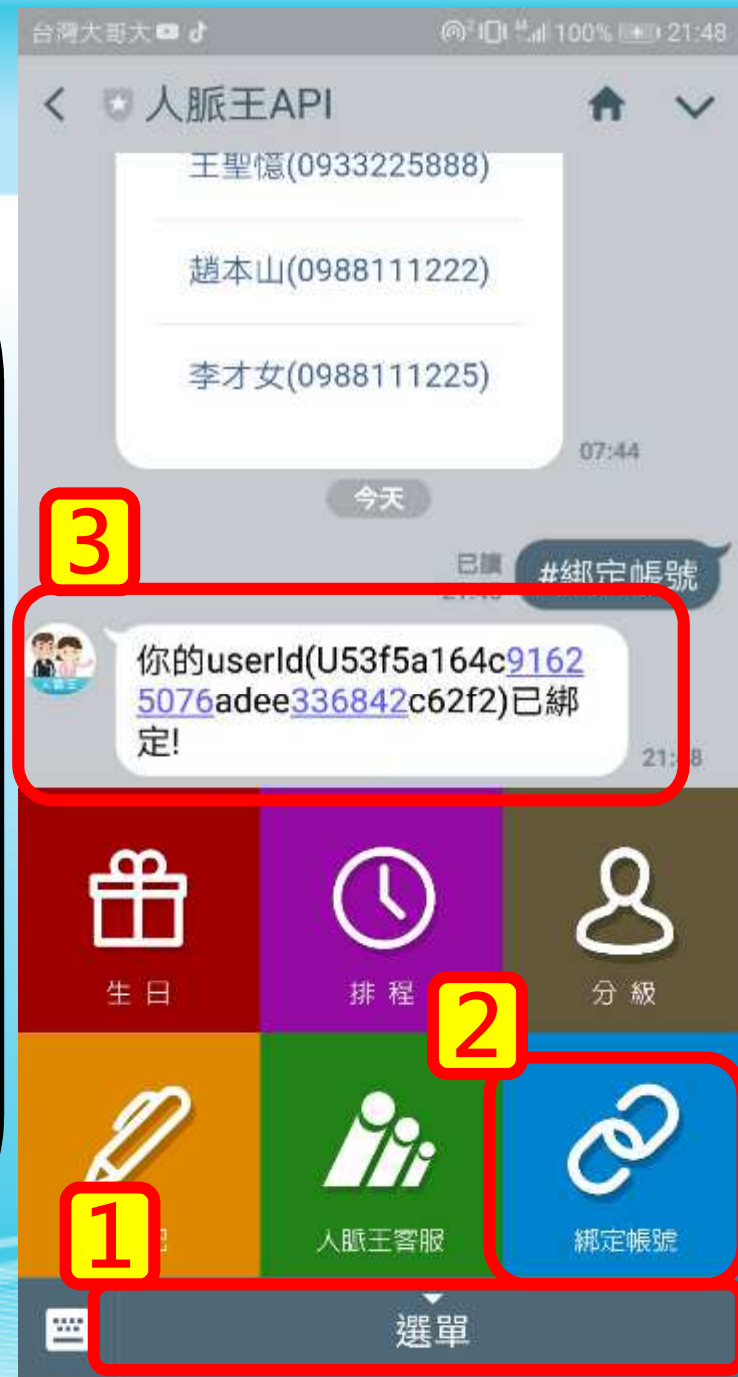 台灣大哥大
100%
21:48
人脈王API
王聖億(0933225888)
趙本山(0988111222)
李才女(0988111225)
07:44
今天
3
已讀
#綁定帳號
你的userId(U53f5a164c9162
5076adee336842c62f2)已綁
定!
生日
排程
分級
2
1
人脈王客服
綁定帳號
選單